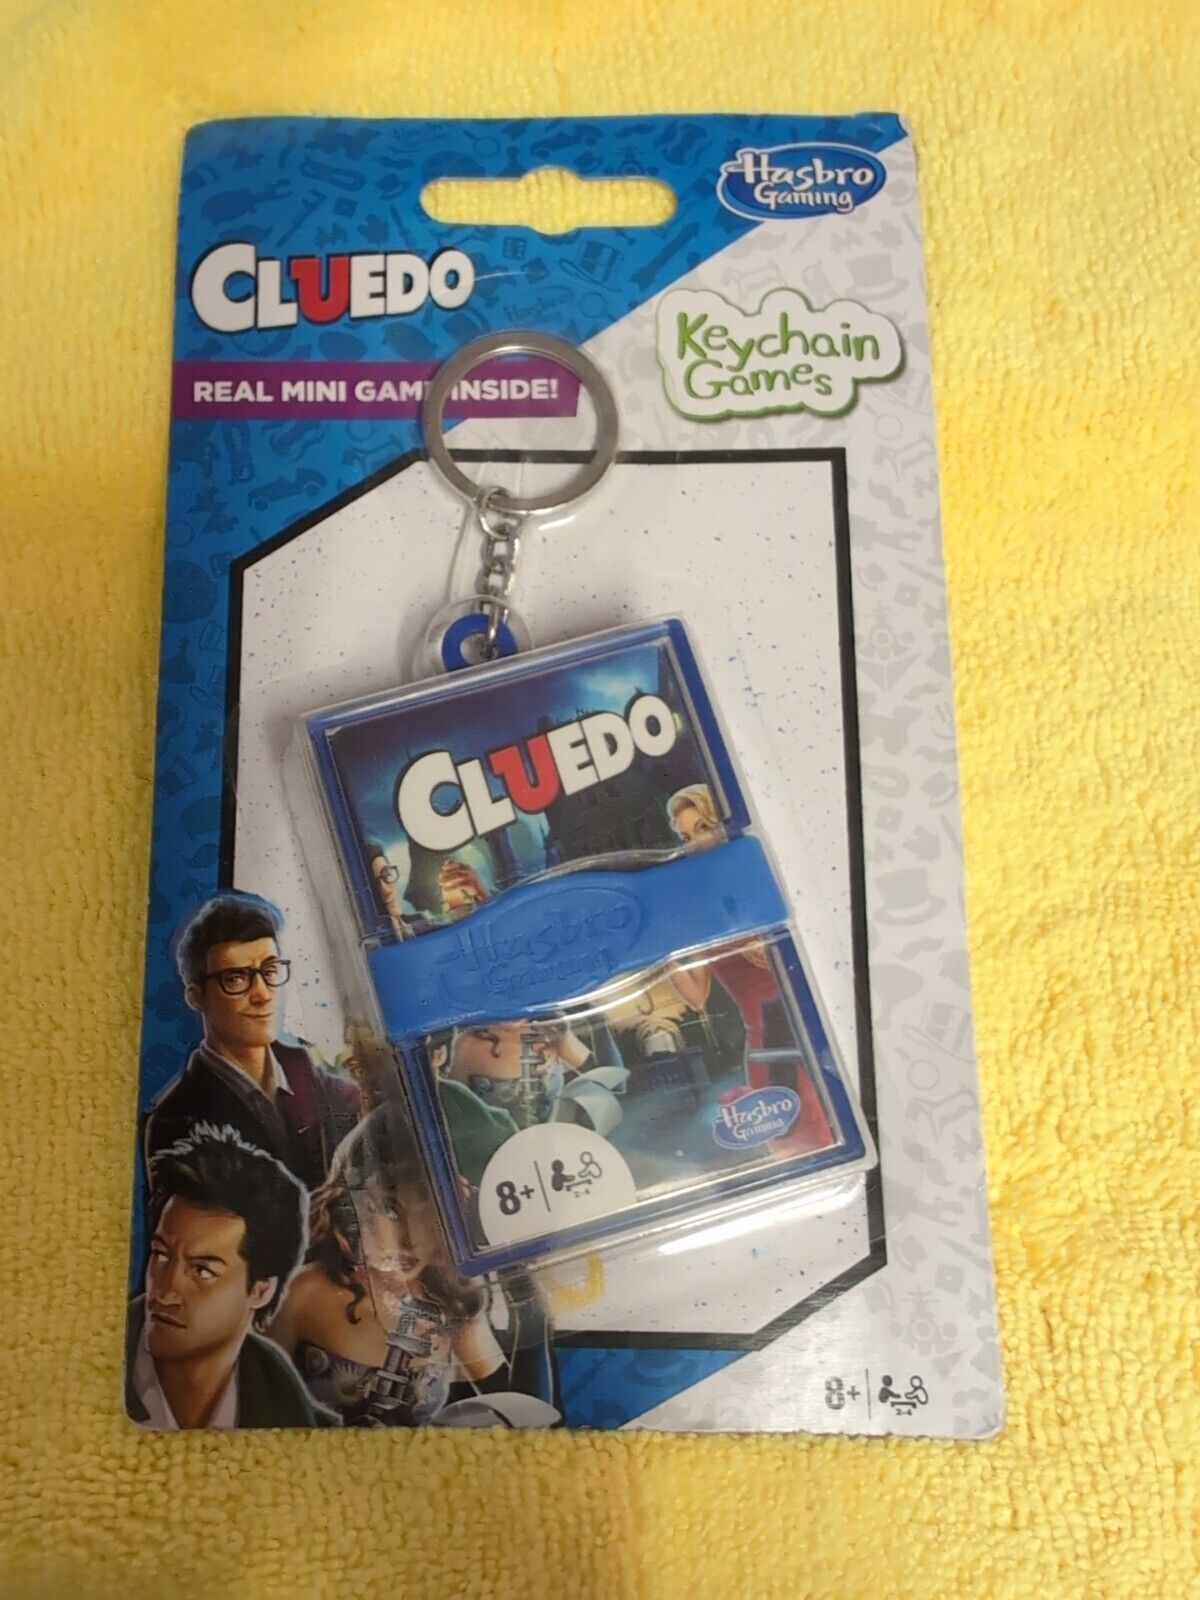 Hasbro
Gaming
CLUEDO
REAL MINI GAME INSIDE!
Keychain
Games
CLUEDO
Hasbro
Gaming
Hasbro
Gaming
8+
2-4
8+
2-4